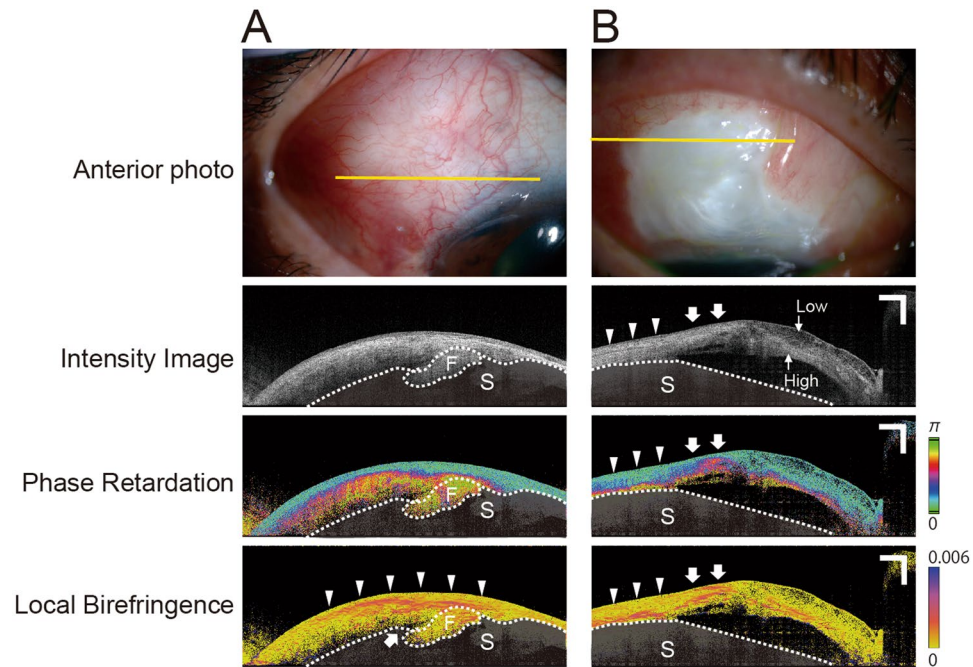 A
B
Anterior photo
Intensity Image
F
S
Low
High
S
Phase Retardation
F
S
S
π
0
Local Birefringence
F
S
S
0.006
0